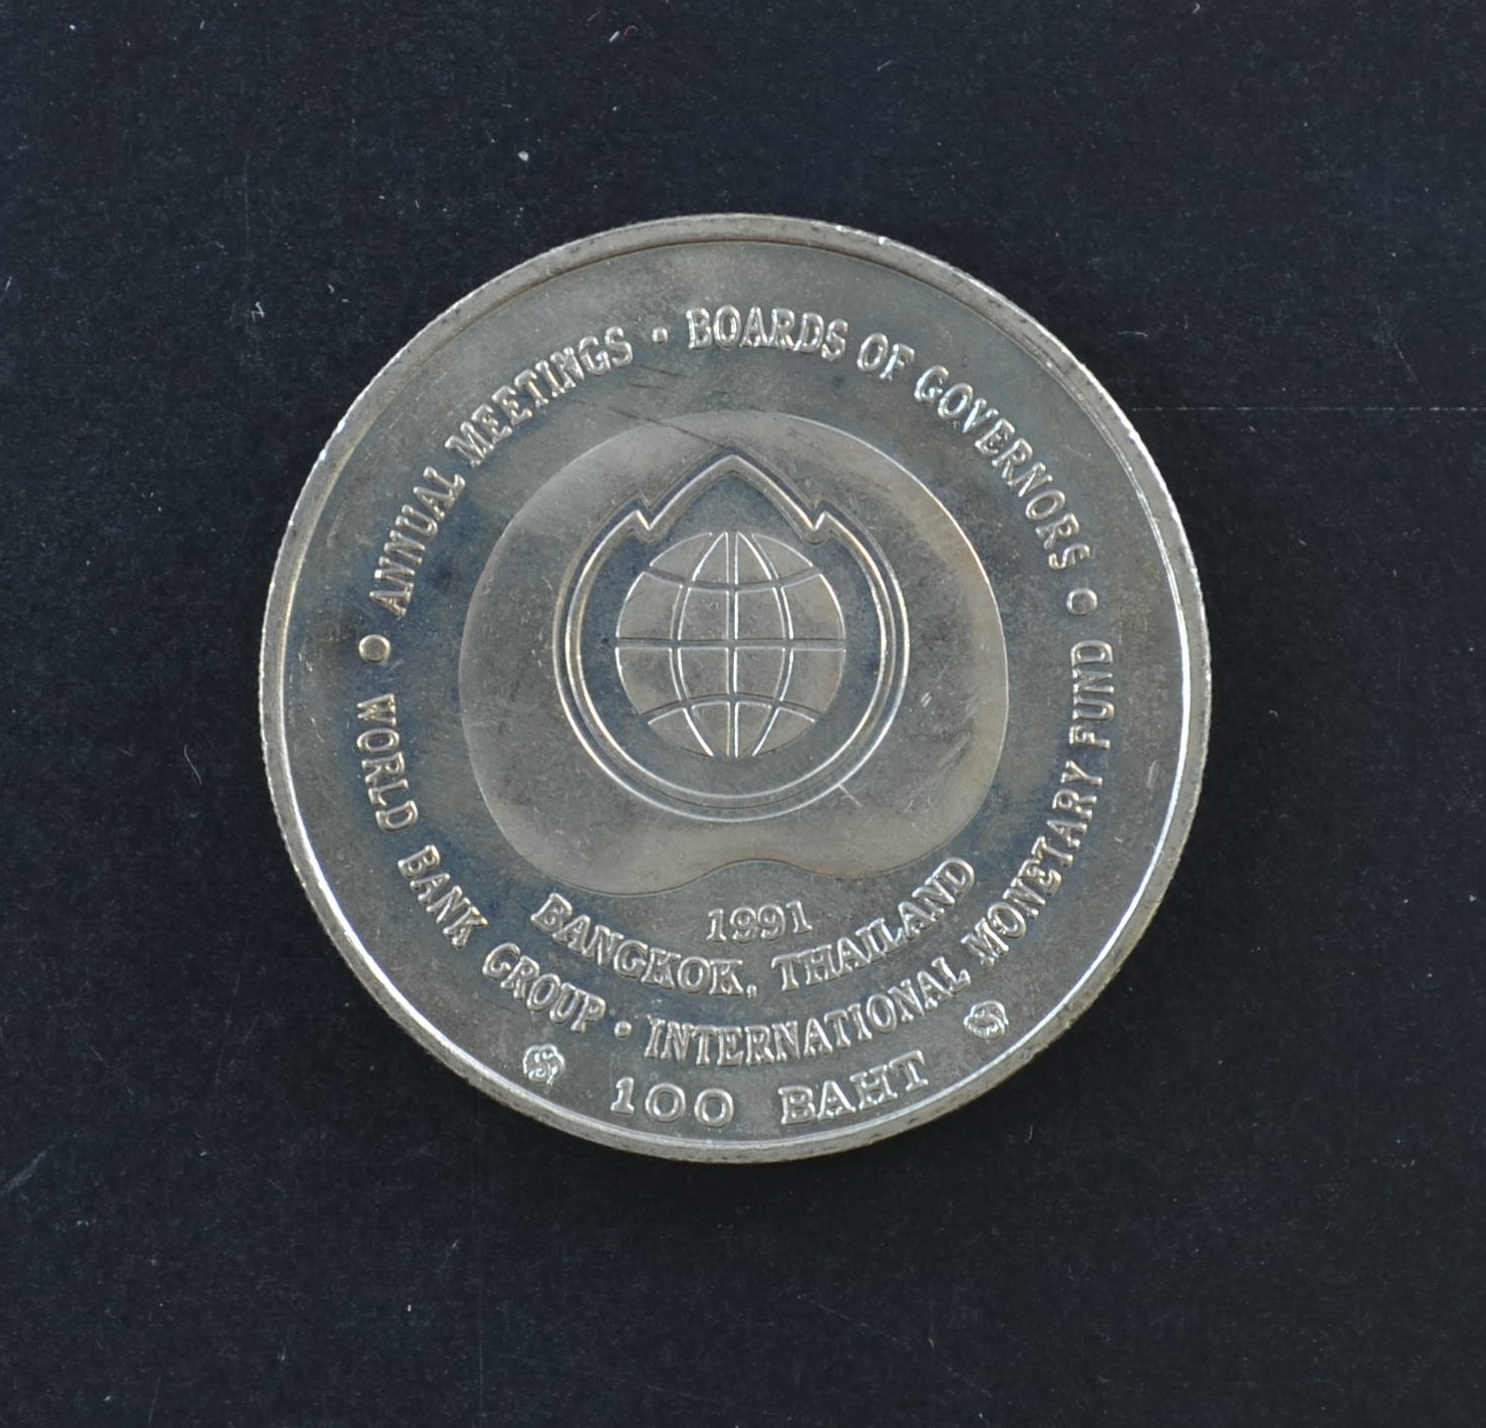 ANNUAL MEETINGS · BOARDS OF GOVERNORS
WORLD BANK GROUP · INTERNATIONAL MONETARY FUND
1991
BANGKOK, THAILAND
100 BAHT